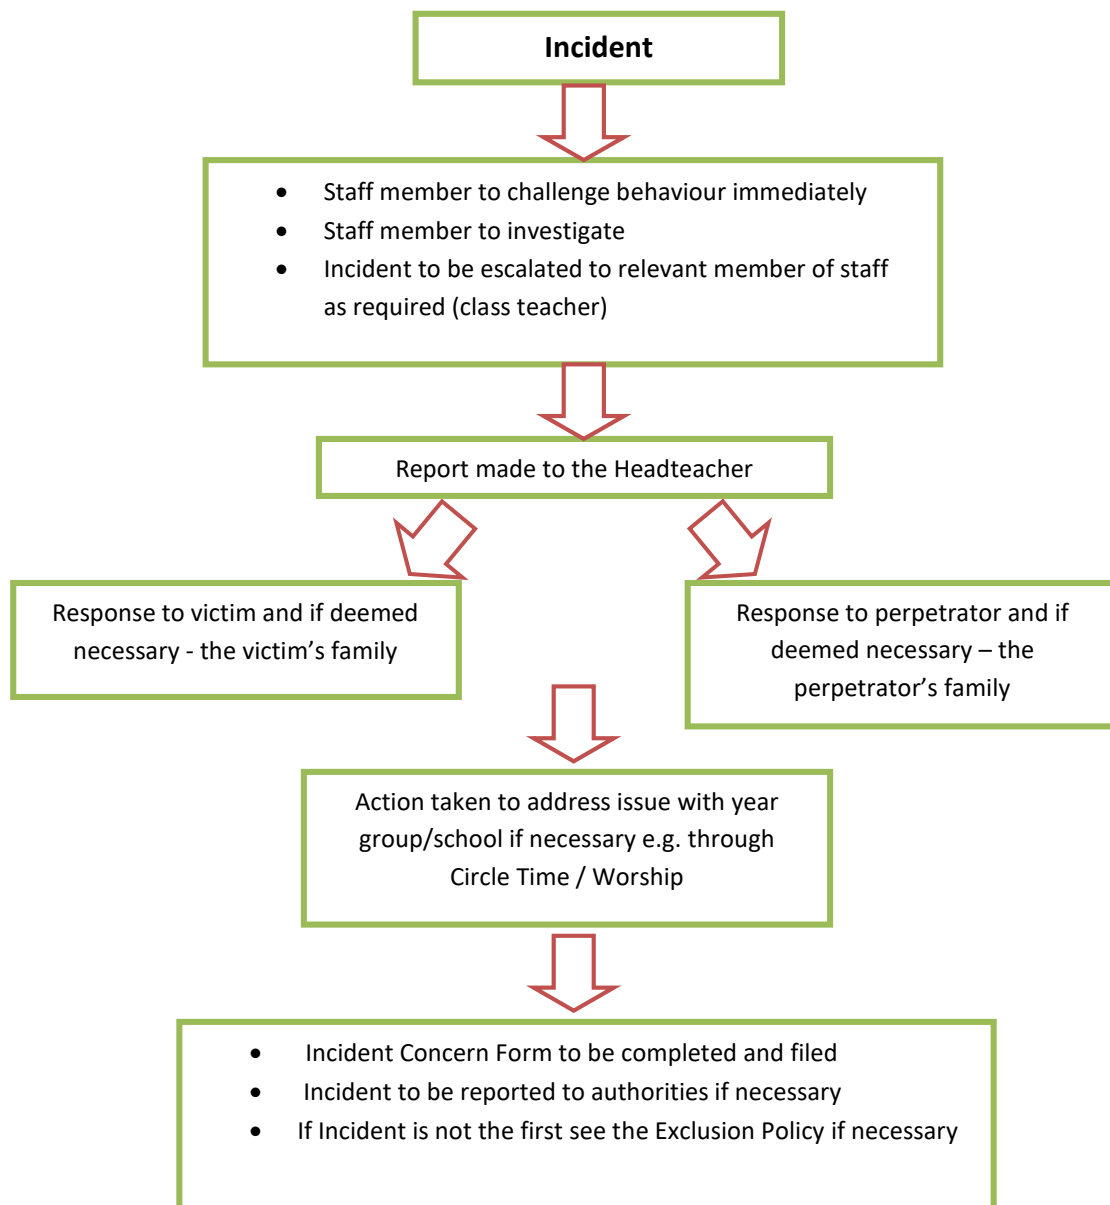 Incident
• Staff member to challenge behaviour immediately
• Staff member to investigate
• Incident to be escalated to relevant member of staff
as required (class teacher)
Report made to the Headteacher
Response to victim and if deemed
necessary - the victim’s family
Response to perpetrator and if
deemed necessary – the
perpetrator’s family
Action taken to address issue with year
group/school if necessary e.g. through
Circle Time / Worship
• Incident Concern Form to be completed and filed
• Incident to be reported to authorities if necessary
• If Incident is not the first see the Exclusion Policy if necessary